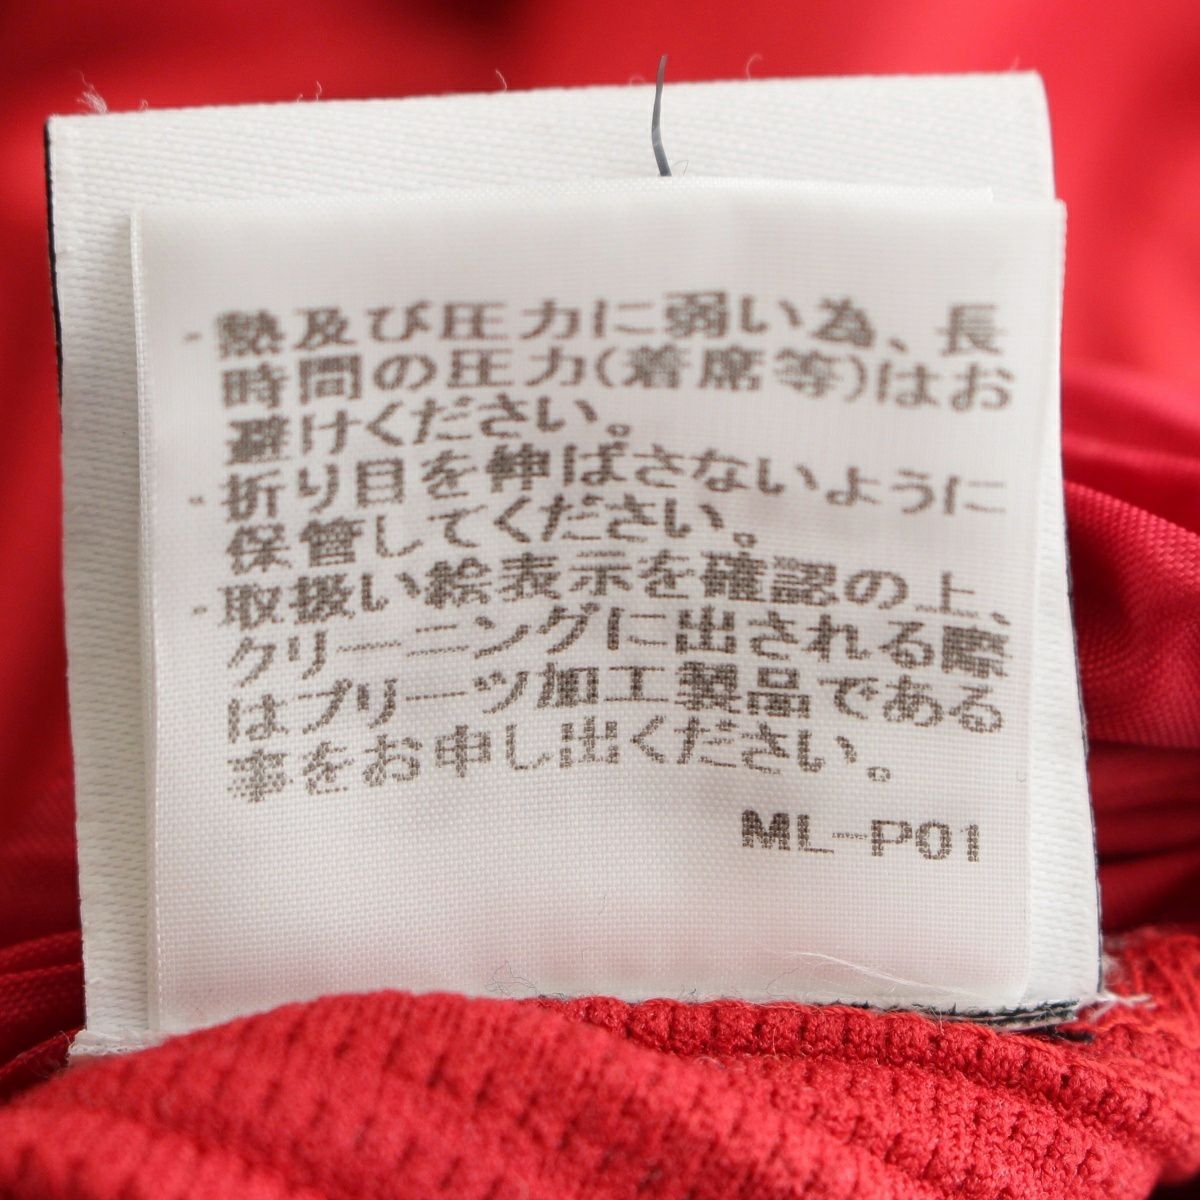 ・熱及び圧力に弱い為、長
時間の圧力(着席等)はお
避けください。
・折り目を伸ばさないように
保管してください。
・取扱い絵表示を確認の上、
クリーニングに出される際
はプリーツ加工製品である
事をお申し出ください。
ML-P01